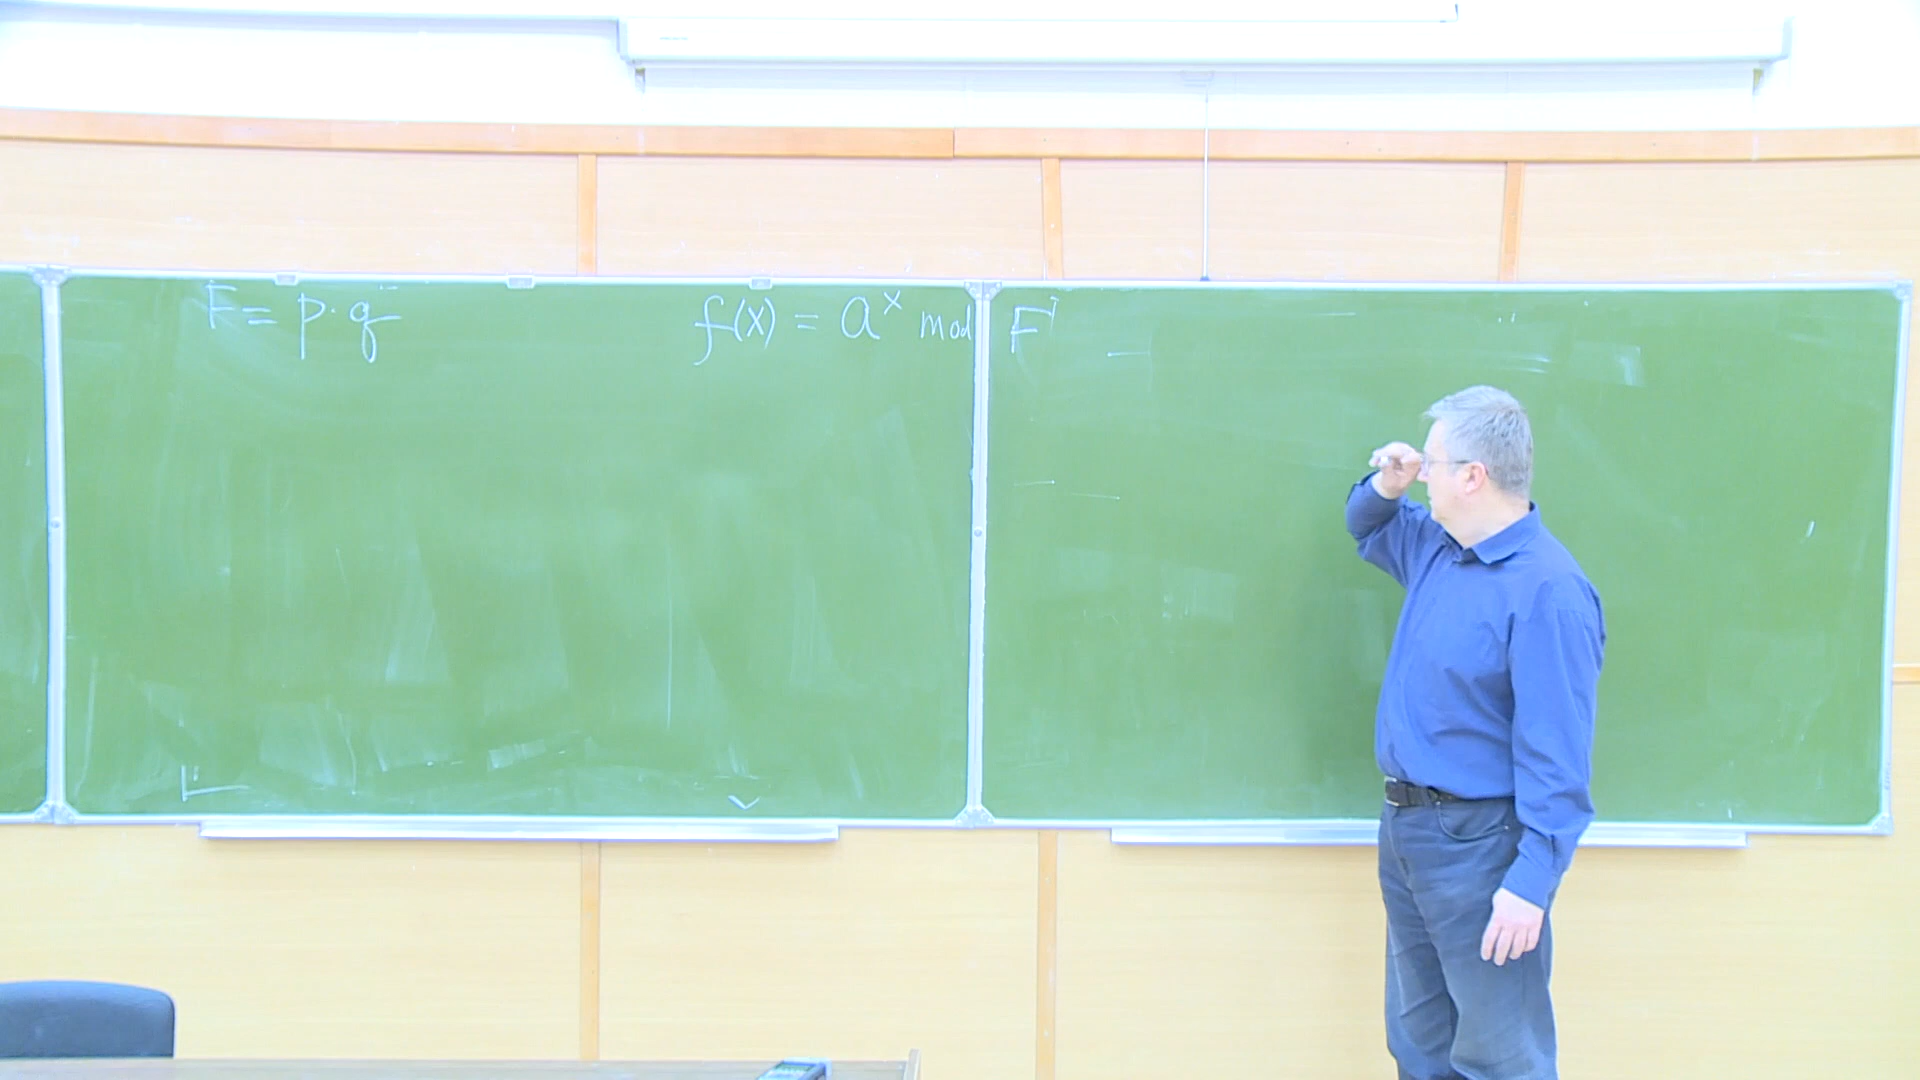 F = p·q
f(x) = a^x mod F